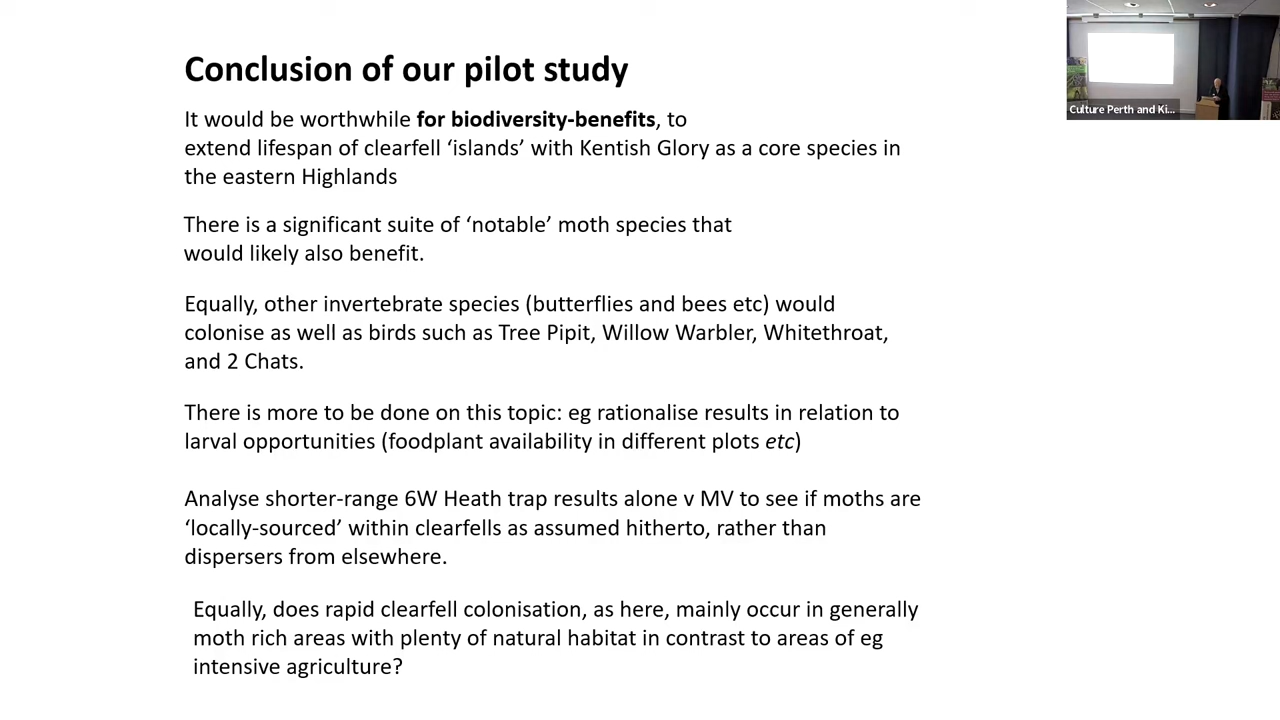 Conclusion of our pilot study
It would be worthwhile for biodiversity-benefits, to
extend lifespan of clearfell ‘islands’ with Kentish Glory as a core species in
the eastern Highlands
There is a significant suite of ‘notable’ moth species that
would likely also benefit.
Equally, other invertebrate species (butterflies and bees etc) would
colonise as well as birds such as Tree Pipit, Willow Warbler, Whitethroat,
and 2 Chats.
There is more to be done on this topic: eg rationalise results in relation to
larval opportunities (foodplant availability in different plots etc)
Analyse shorter-range 6W Heath trap results alone v MV to see if moths are
‘locally-sourced’ within clearfells as assumed hitherto, rather than
dispersers from elsewhere.
Equally, does rapid clearfell colonisation, as here, mainly occur in generally
moth rich areas with plenty of natural habitat in contrast to areas of eg
intensive agriculture?
Culture Perth and Ki...